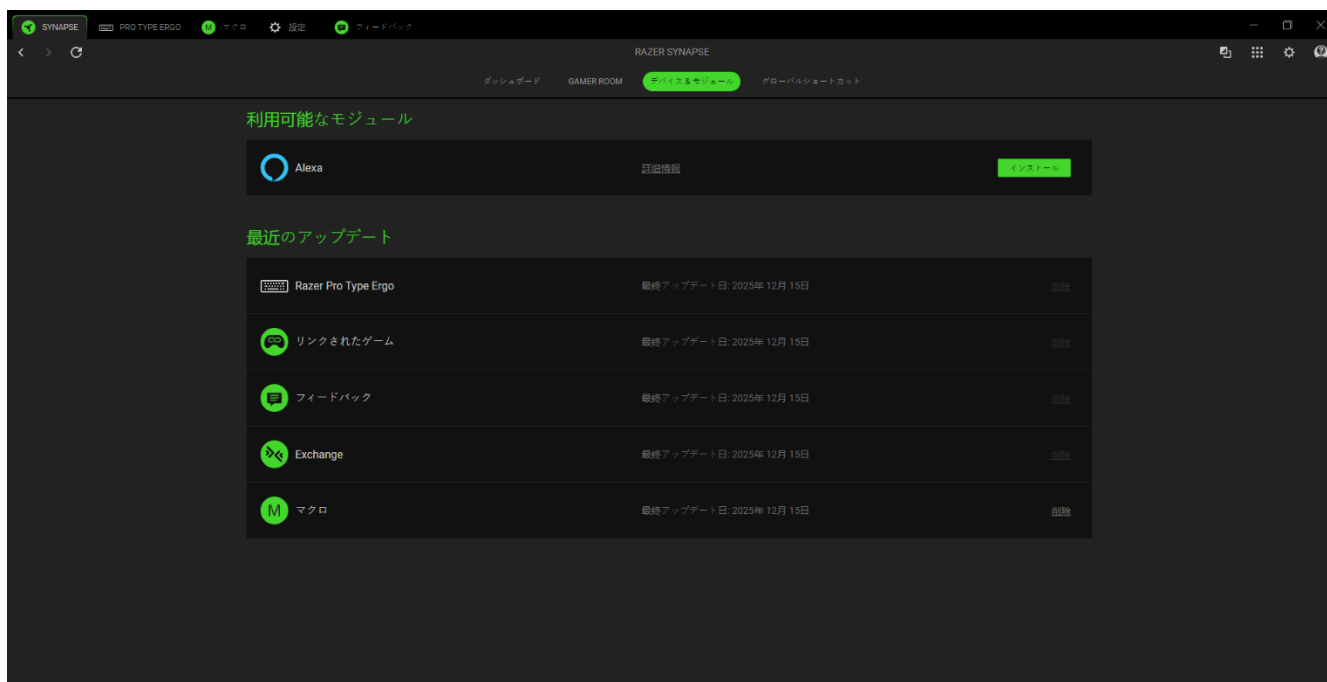 SYNAPSE PRO TYPE ERGO M マクロ 設定 フィードバック
RAZER SYNAPSE
ダッシュボード GAMER ROOM デバイス & モジュール グローバルショートカット
利用可能なモジュール
Alexa 詳細情報 インストール
最近のアップデート
Razer Pro Type Ergo 最終アップデート日: 2025年 12月 15日 削除
リンクされたゲーム 最終アップデート日: 2025年 12月 15日 削除
フィードバック 最終アップデート日: 2025年 12月 15日 削除
Exchange 最終アップデート日: 2025年 12月 15日 削除
M マクロ 最終アップデート日: 2025年 12月 15日 削除